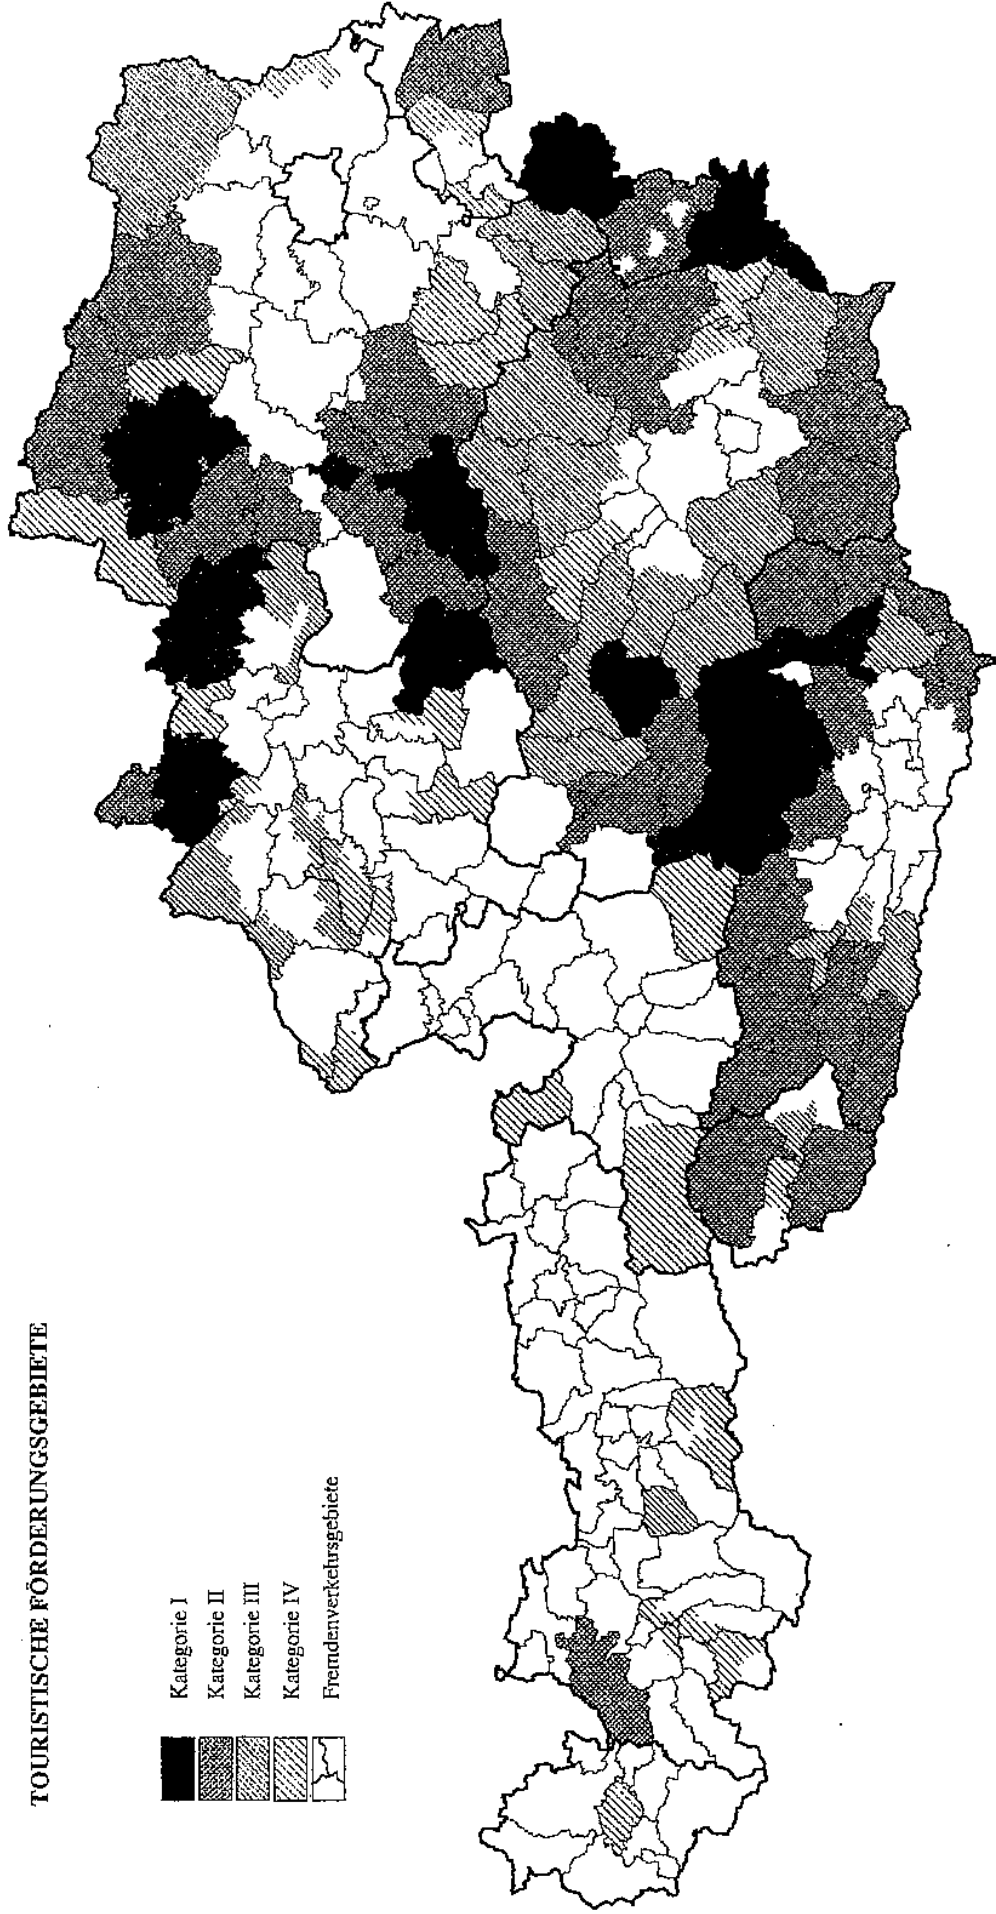 TOURISTISCHE FÖRDERUNGSGEBIETE
Kategorie I
Kategorie II
Kategorie III
Kategorie IV
Fremdenverkehrsgebiete